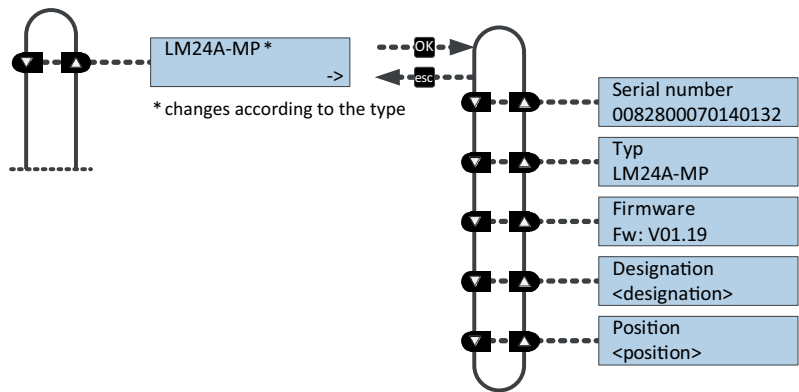 LM24A-MP*
->
* changes according to the type
OK
esc
Serial number
0082800070140132
Typ
LM24A-MP
Firmware
Fw: V01.19
Designation
<designation>
Position
<position>